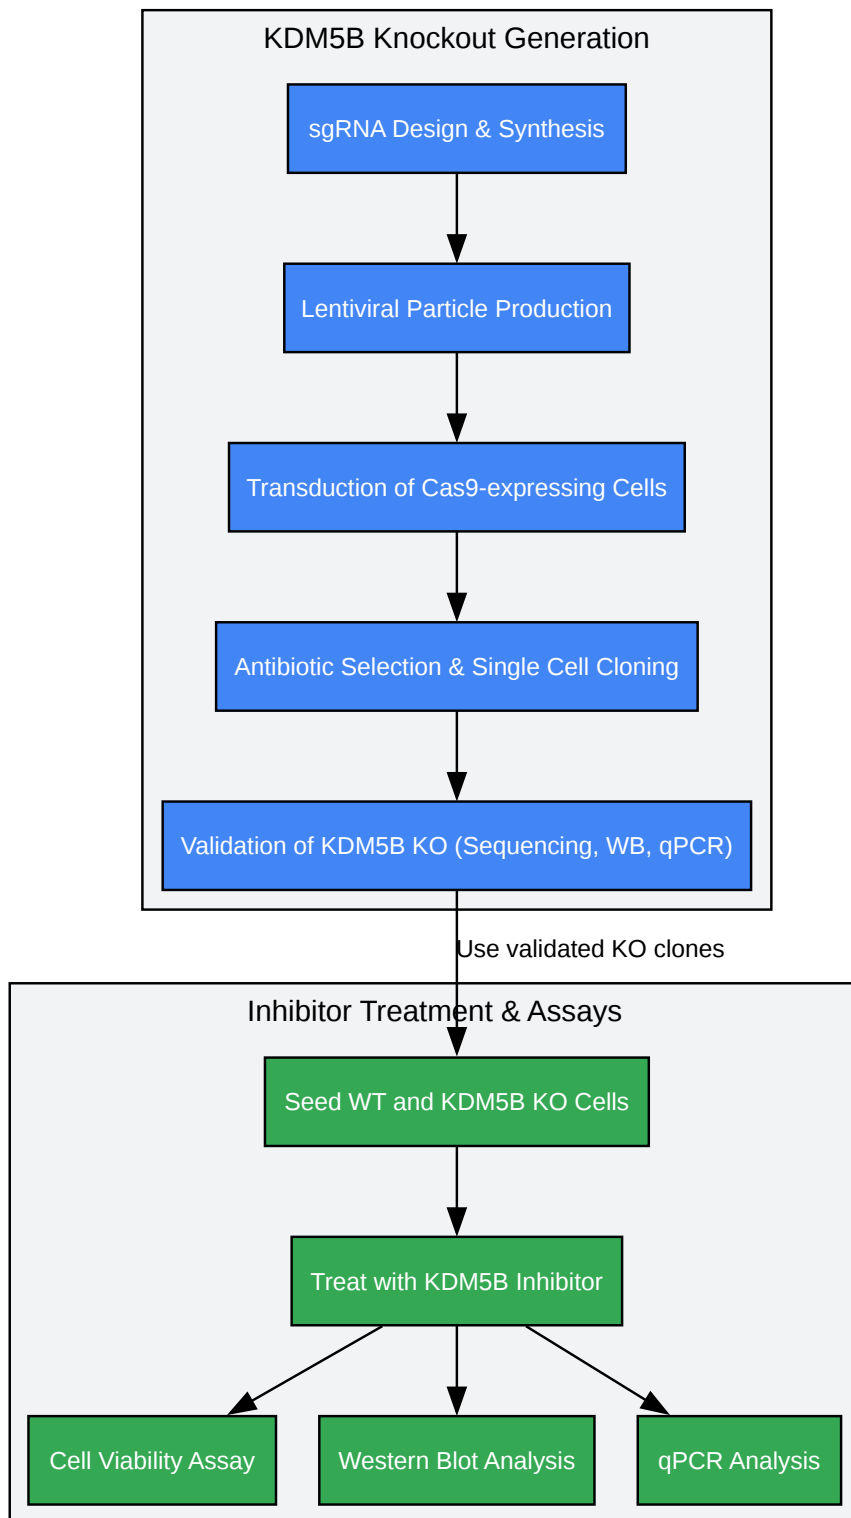 KDM5B Knockout Generation
sgRNA Design & Synthesis
Lentiviral Particle Production
Transduction of Cas9-expressing Cells
Antibiotic Selection & Single Cell Cloning
Validation of KDM5B KO (Sequencing, WB, qPCR)
Use validated KO clones
Inhibitor Treatment & Assays
Seed WT and KDM5B KO Cells
Treat with KDM5B Inhibitor
Cell Viability Assay
Western Blot Analysis
qPCR Analysis